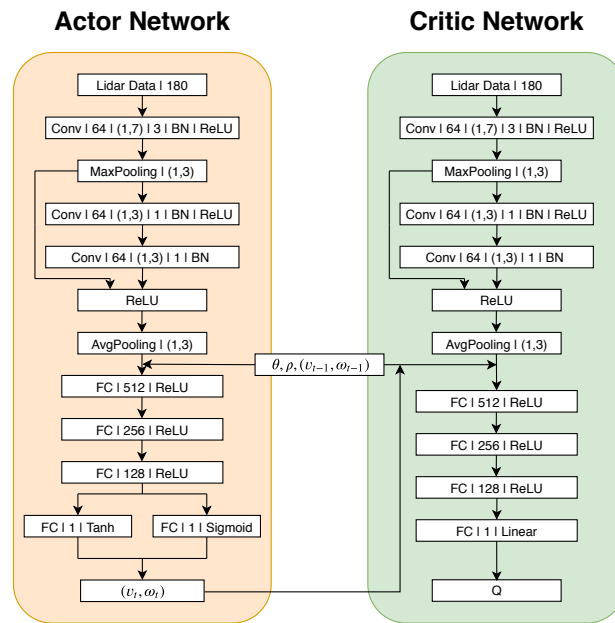 Actor Network
Lidar Data | 180
Conv | 64 | (1,7) | 3 | BN | ReLU
MaxPooling | (1,3)
Conv | 64 | (1,3) | 1 | BN | ReLU
Conv | 64 | (1,3) | 1 | BN
ReLU
AvgPooling | (1,3)
θ, ρ, (v_{t−1}, ω_{t−1})
FC | 512 | ReLU
FC | 256 | ReLU
FC | 128 | ReLU
FC | 1 | Tanh
FC | 1 | Sigmoid
(v_t, ω_t)
Critic Network
Lidar Data | 180
Conv | 64 | (1,7) | 3 | BN | ReLU
MaxPooling | (1,3)
Conv | 64 | (1,3) | 1 | BN | ReLU
Conv | 64 | (1,3) | 1 | BN
ReLU
AvgPooling | (1,3)
FC | 512 | ReLU
FC | 256 | ReLU
FC | 128 | ReLU
FC | 1 | Linear
Q